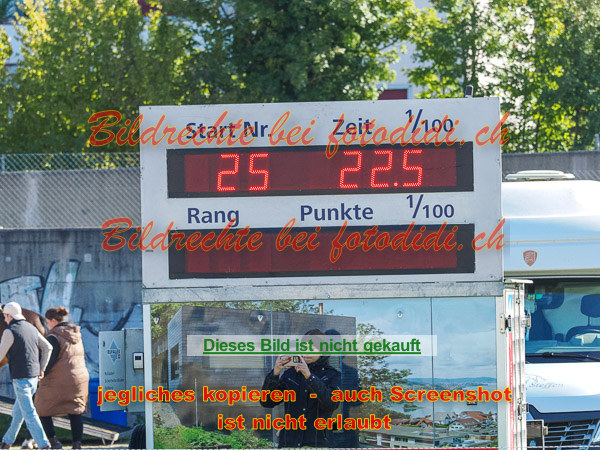 Bildrechte bei fotodidi.ch
Start Nr. Zeit 1/100
25 22.5
Rang Punkte 1/100
Bildrechte bei fotodidi.ch
Dieses Bild ist nicht gekauft
jegliches kopieren - auch Screenshot
ist nicht erlaubt